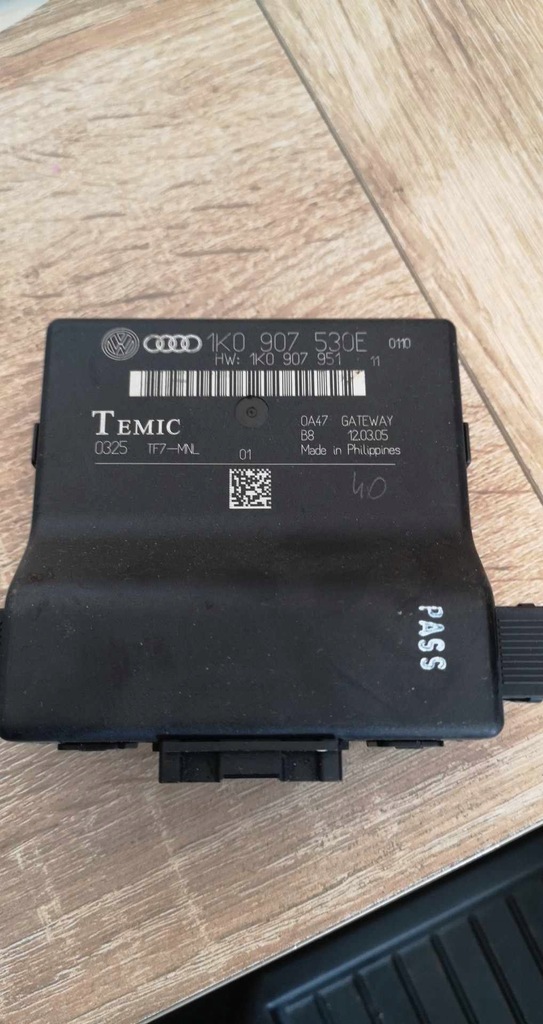 1K0 907 530E 0110
HW: 1K0 907 951 11
TEMIC
0325 TF7-MNL 01
0A47 GATEWAY
B8 12.03.05
Made in Philippines
40
PASS